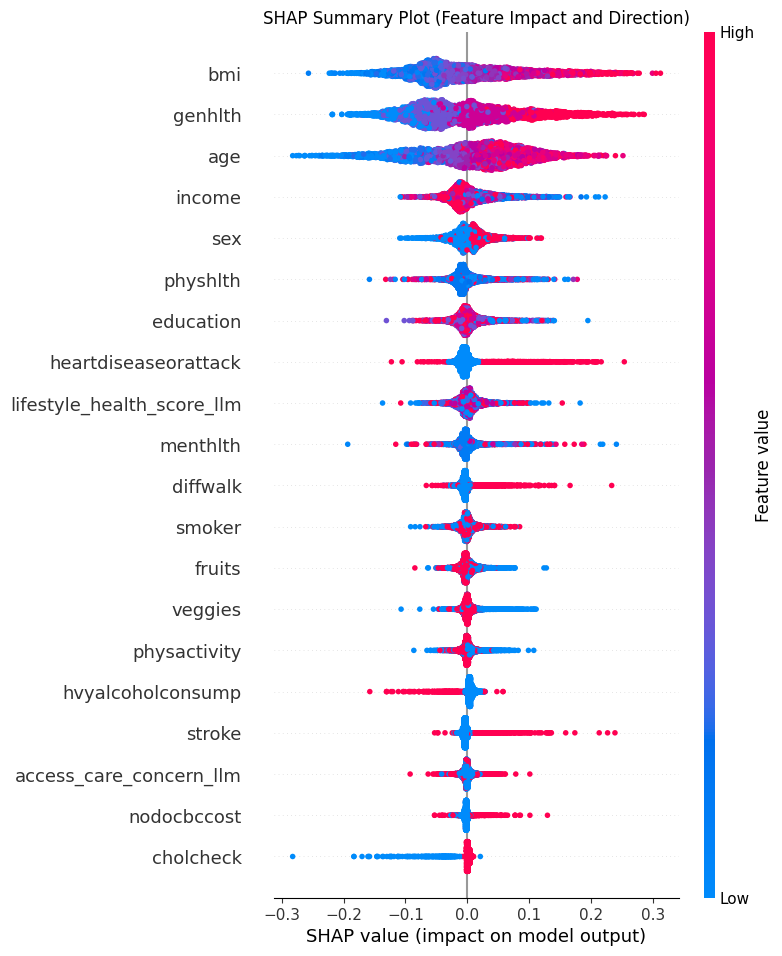 SHAP Summary Plot (Feature Impact and Direction)
High
bmi
genhlth
age
income
sex
physhlth
education
heartdiseaseorattack
lifestyle_health_score_llm
menthlth
diffwalk
smoker
fruits
veggies
physactivity
hvyalcoholconsump
stroke
access_care_concern_llm
nodocbccost
cholcheck
Feature value
Low
−0.3 −0.2 −0.1 0.0 0.1 0.2 0.3
SHAP value (impact on model output)